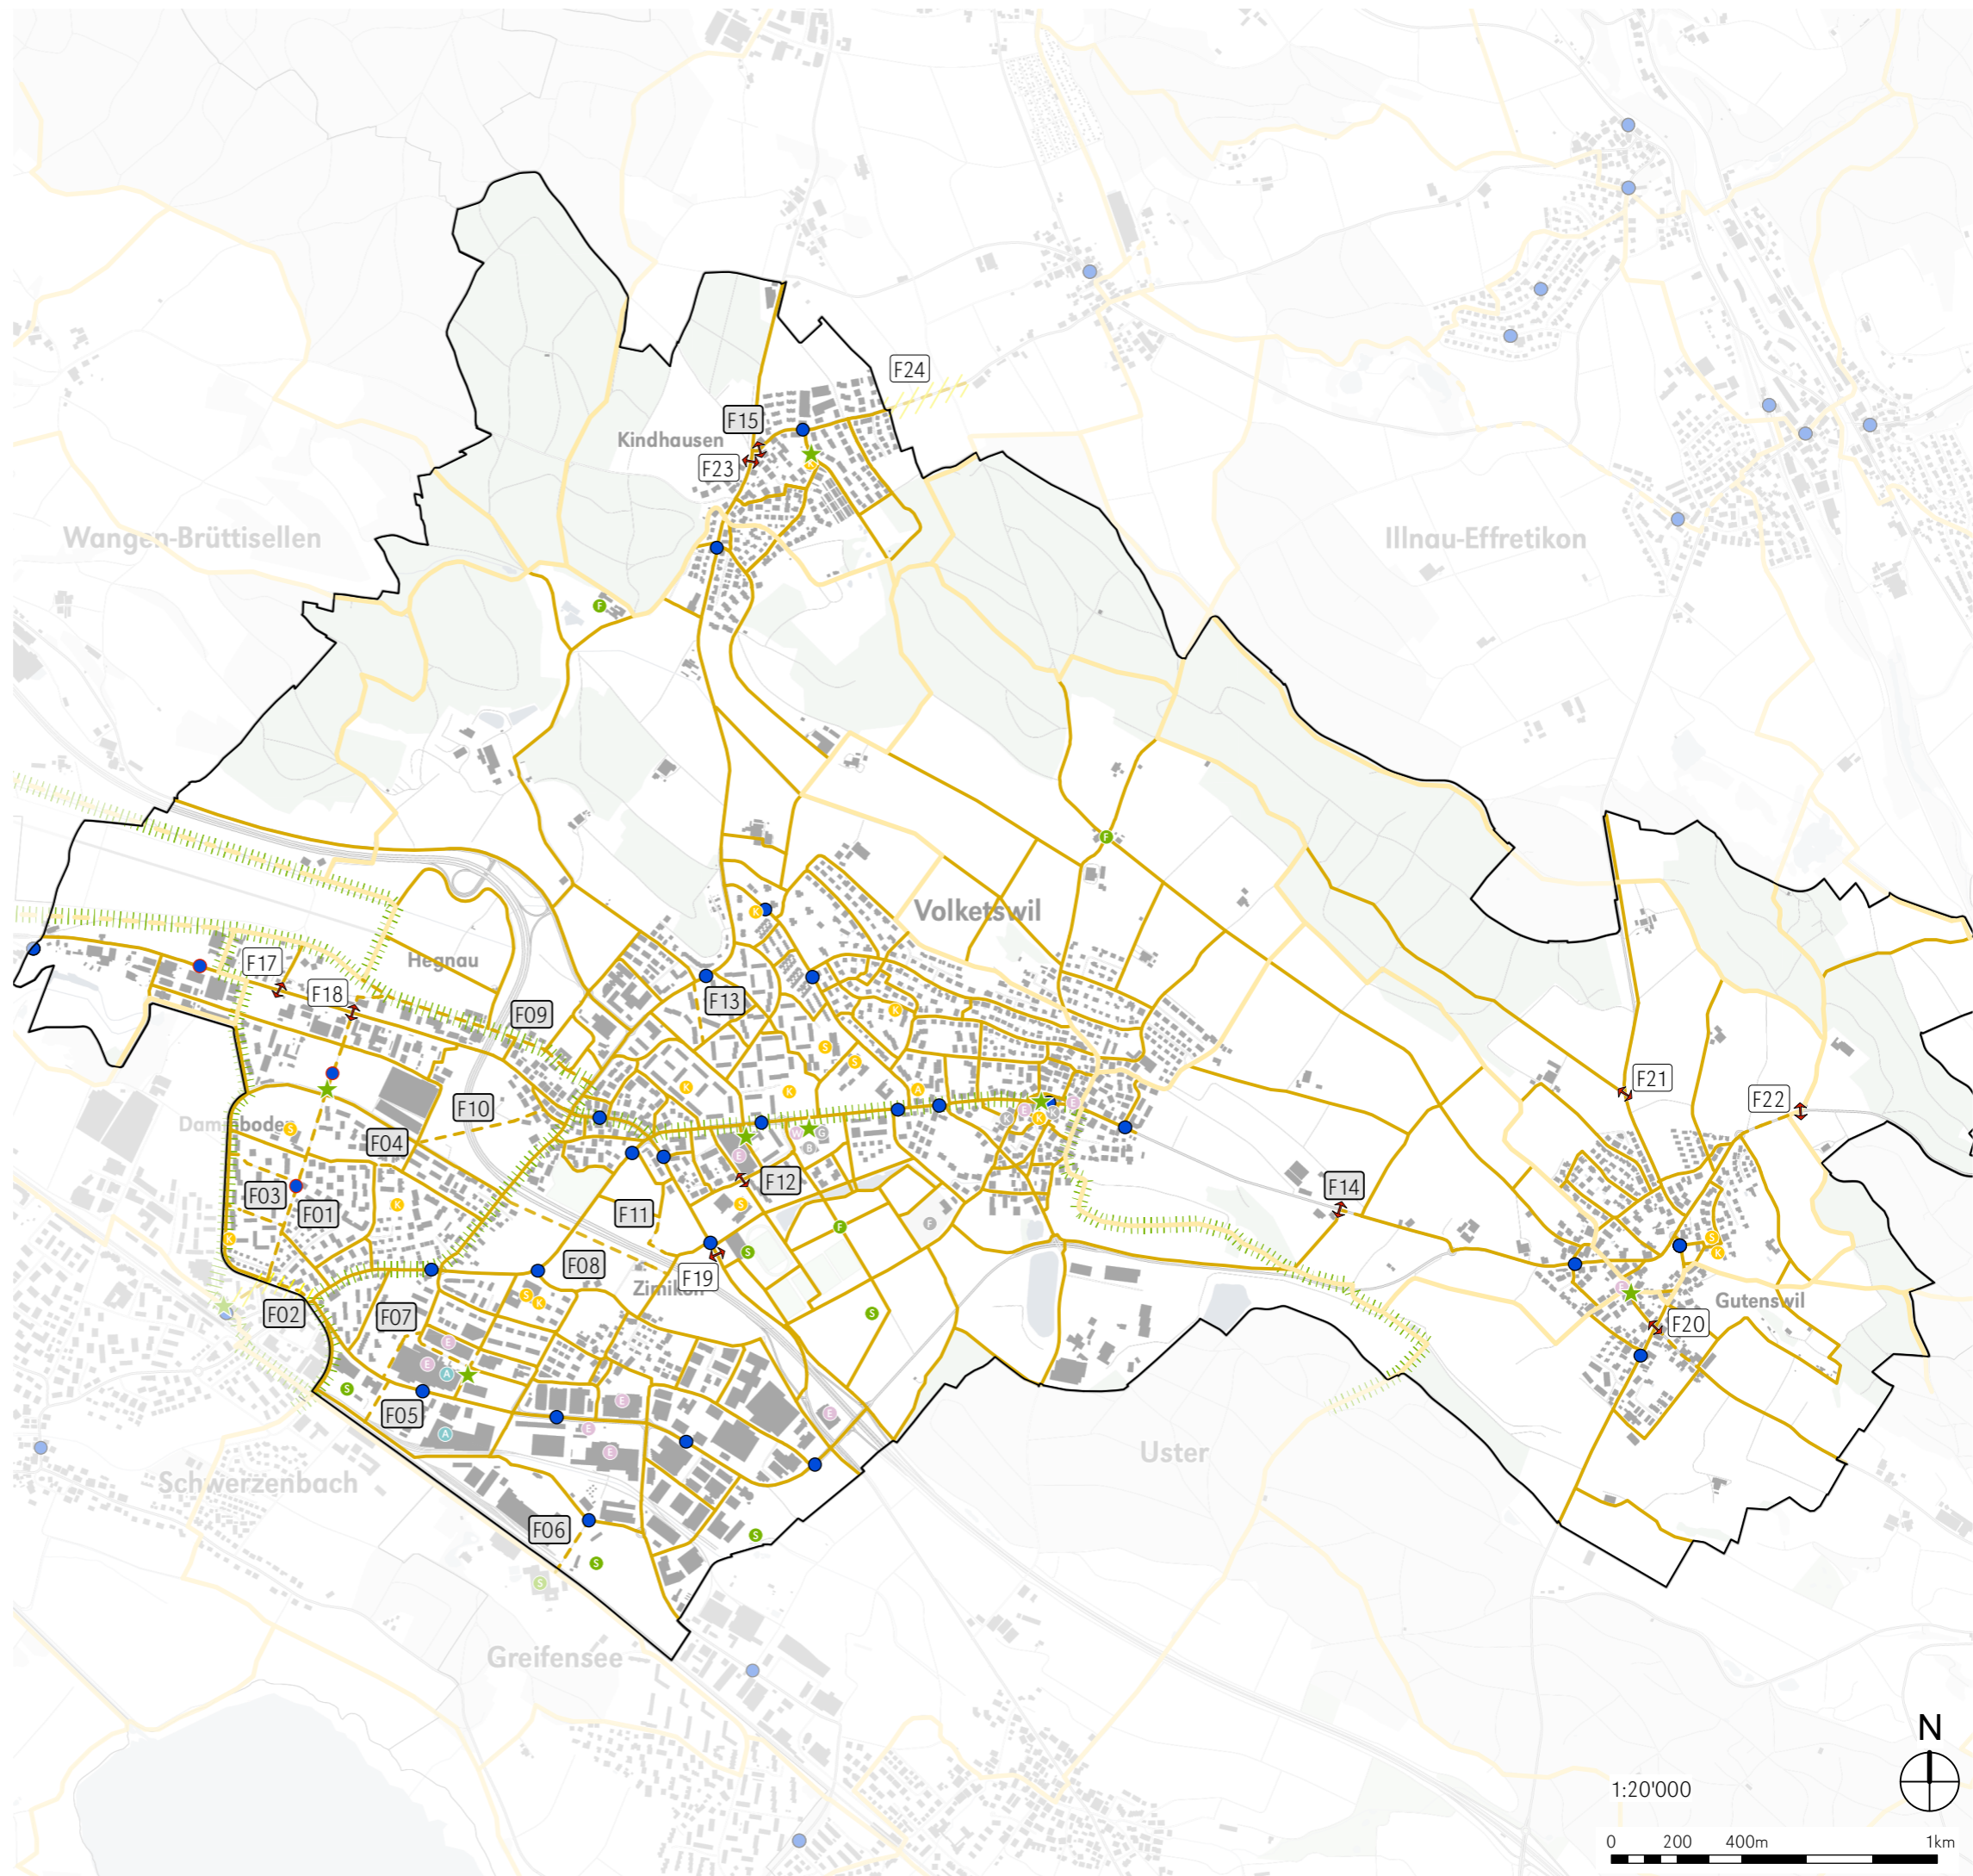 F24
F15
Kindhausen
F23
Wangen-Brüttisellen
Illnau-Effretikon
Volketswil
Hegnau
F17
F18
F13
F09
F21
F22
F10
F04
F12
F14
F03
F01
F11
F08
F19
Zimikon
F02
F07
Gutenswil
F20
F05
Uster
Schwerzenbach
F06
Greifensee
N
1:20'000
0 200 400m 1km